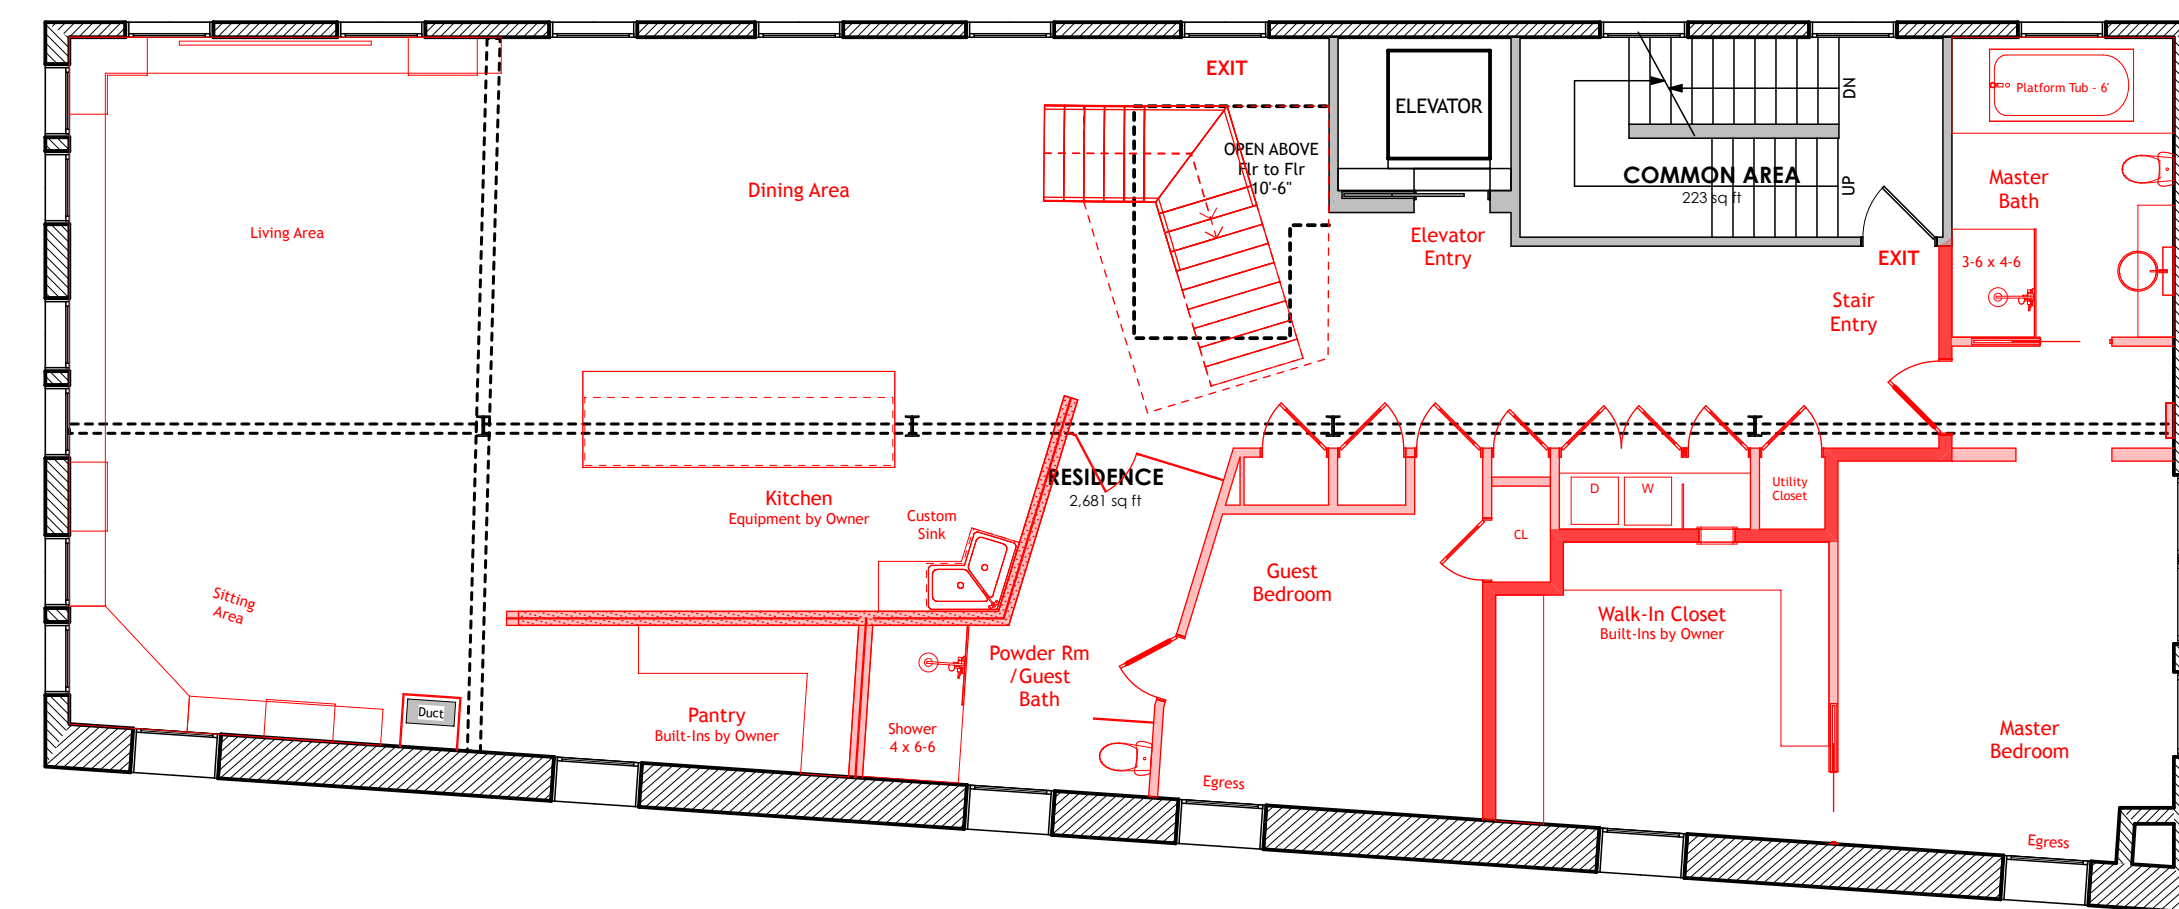 EXIT
ELEVATOR
DN
Platform Tub - 6'
OPEN ABOVE
Flr to Flr
10'-6"
COMMON AREA
223 sq ft
UP
Master
Bath
Dining Area
Living Area
Elevator
Entry
EXIT
3-6 x 4-6
Stair
Entry
RESIDENCE
2,681 sq ft
Kitchen
Equipment by Owner
Custom
Sink
D
W
Utility
Closet
CL
Guest
Bedroom
Sitting
Area
Walk-In Closet
Built-Ins by Owner
Powder Rm
/Guest
Bath
Duct
Pantry
Built-Ins by Owner
Shower
4 x 6-6
Master
Bedroom
Egress
Egress